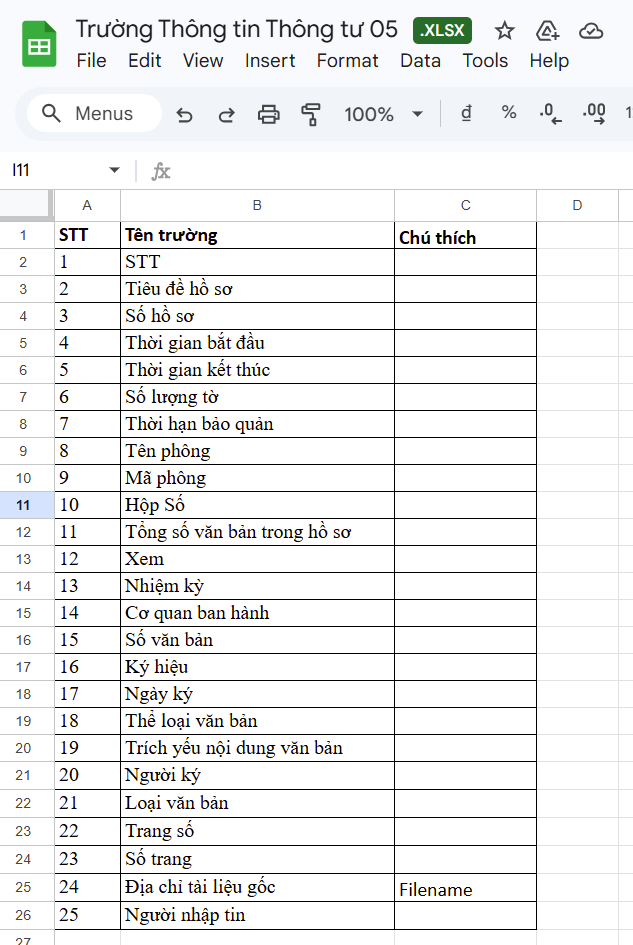 Trường Thông tin Thông tư 05 .XLSX
File Edit View Insert Format Data Tools Help
Menus 100% đ % .0 .00
I11 fx
A B C D
1 STT Tên trường Chú thích
2 1 STT
3 2 Tiêu đề hồ sơ
4 3 Số hồ sơ
5 4 Thời gian bắt đầu
6 5 Thời gian kết thúc
7 6 Số lượng tờ
8 7 Thời hạn bảo quản
9 8 Tên phông
10 9 Mã phông
11 10 Hộp Số
12 11 Tổng số văn bản trong hồ sơ
13 12 Xem
14 13 Nhiệm kỳ
15 14 Cơ quan ban hành
16 15 Số văn bản
17 16 Ký hiệu
18 17 Ngày ký
19 18 Thể loại văn bản
20 19 Trích yếu nội dung văn bản
21 20 Người ký
22 21 Loại văn bản
23 22 Trang số
24 23 Số trang
25 24 Địa chỉ tài liệu gốc Filename
26 25 Người nhập tin
27